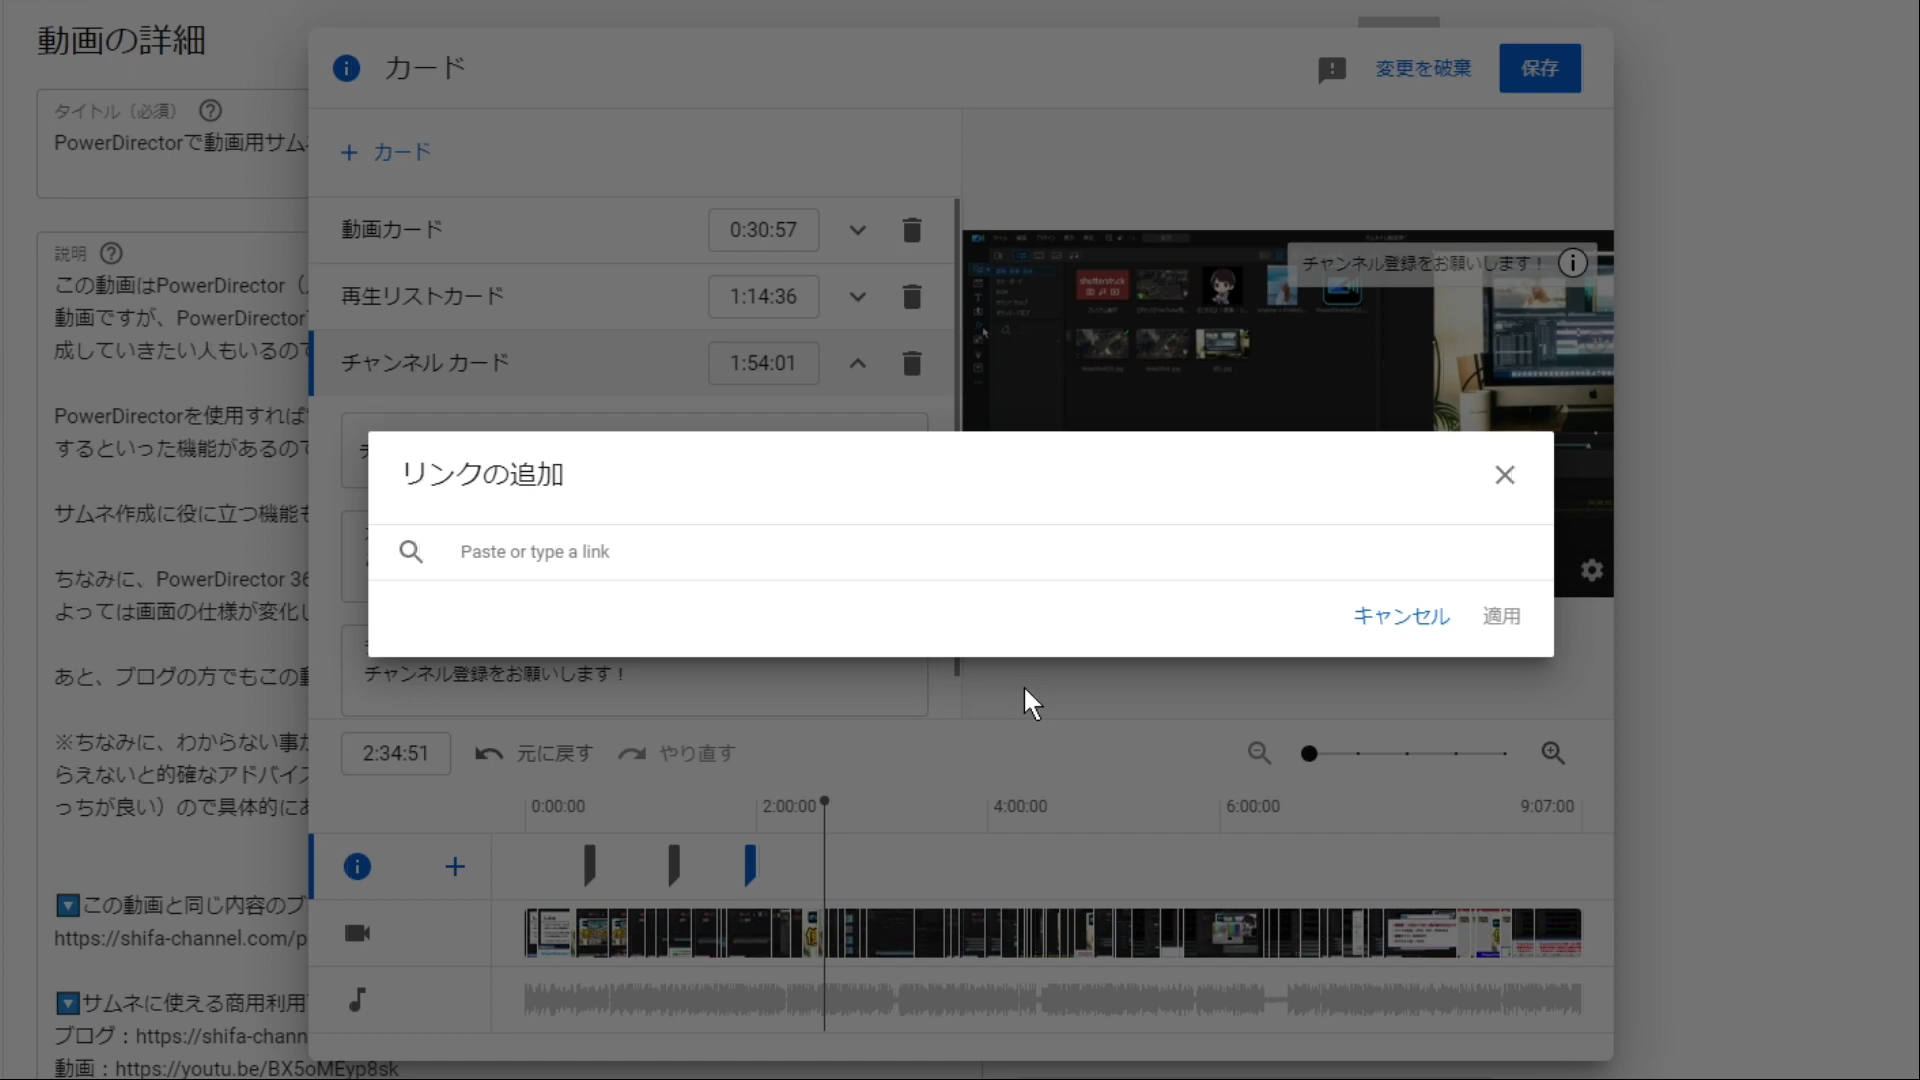 動画の詳細
タイトル（必須）
PowerDirectorで動画用サムネ
説明
この動画はPowerDirector（
動画ですが、PowerDirector
成していきたい人もいるので
PowerDirectorを使用すれば
するといった機能があるので
サムネ作成に役に立つ機能も
ちなみに、PowerDirector 36
よっては画面の仕様が変化し
あと、ブログの方でもこの動
※ちなみに、わからない事が
らえないと的確なアドバイス
っちが良い）ので具体的にお
🔽この動画と同じ内容のブ
https://shifa-channel.com/p
🔽サムネに使える商用利用
ブログ：https://shifa-chann
動画：https://youtu.be/BX5oMEyp8sk
カード
変更を破棄
保存
+ カード
動画カード 0:30:57
再生リストカード 1:14:36
チャンネル カード 1:54:01
チャンネル登録をお願いします！
shutterstock
リンクの追加
Paste or type a link
キャンセル 適用
チャンネル登録をお願いします！
2:34:51 元に戻す やり直す
0:00:00 2:00:00 4:00:00 6:00:00 9:07:00